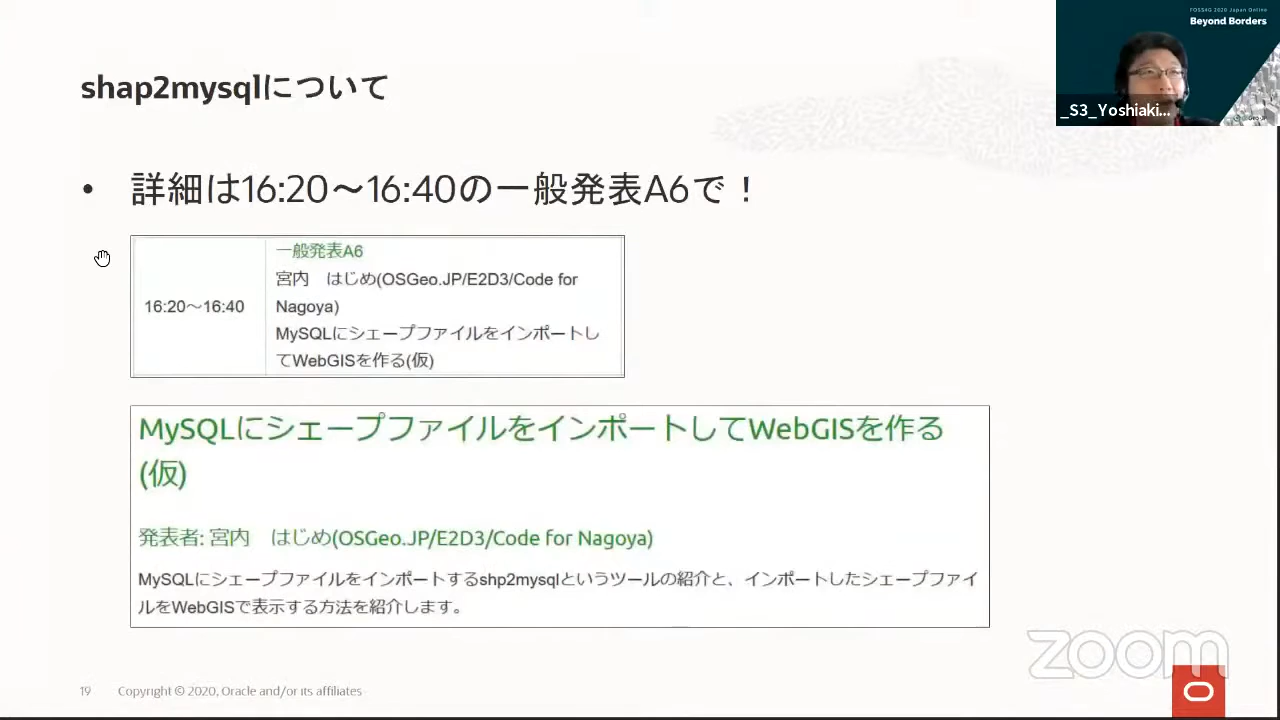 FOSS4G 2020 Japan Online
Beyond Borders
_S3_Yoshiaki...
shap2mysqlについて
• 詳細は16:20～16:40の一般発表A6で！
16:20～16:40
一般発表A6
宮内　はじめ(OSGeo.JP/E2D3/Code for
Nagoya)
MySQLにシェープファイルをインポートし
てWebGISを作る(仮)
MySQLにシェープファイルをインポートしてWebGISを作る
(仮)
発表者: 宮内　はじめ(OSGeo.JP/E2D3/Code for Nagoya)
MySQLにシェープファイルをインポートするshp2mysqlというツールの紹介と、インポートしたシェープファイ
ルをWebGISで表示する方法を紹介します。
zoom
19 Copyright © 2020, Oracle and/or its affiliates